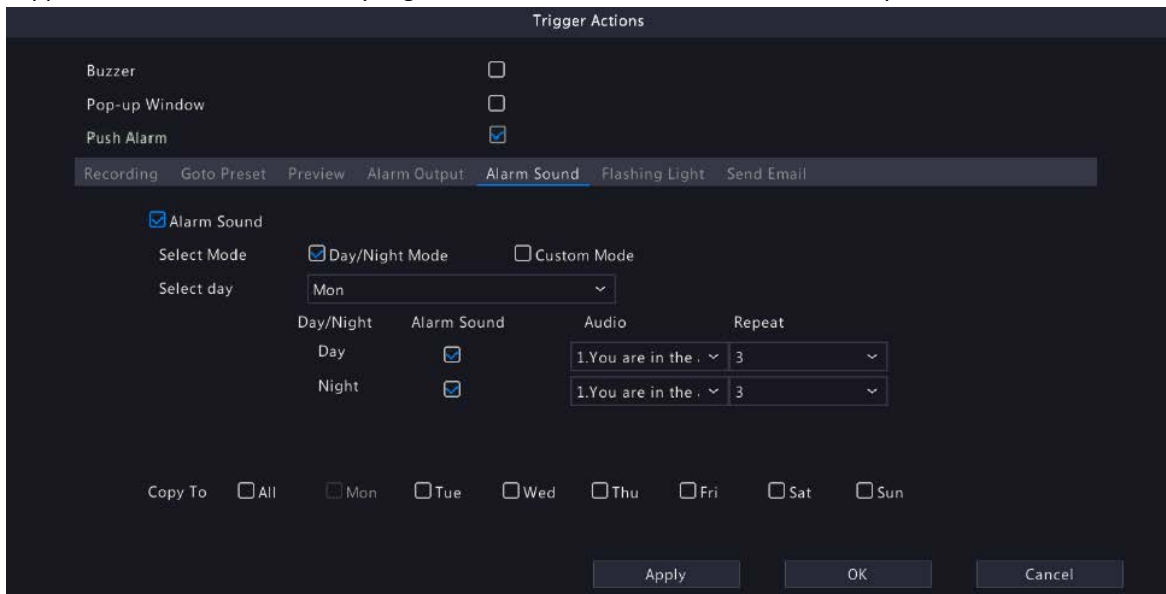 Trigger Actions
Buzzer
Pop-up Window
Push Alarm
Recording Goto Preset Preview Alarm Output Alarm Sound Flashing Light Send Email
Alarm Sound
Select Mode Day/Night Mode Custom Mode
Select day Mon
Day/Night Alarm Sound Audio Repeat
Day 1.You are in the 3
Night 1.You are in the 3
Copy To All Mon Tue Wed Thu Fri Sat Sun
Apply OK Cancel